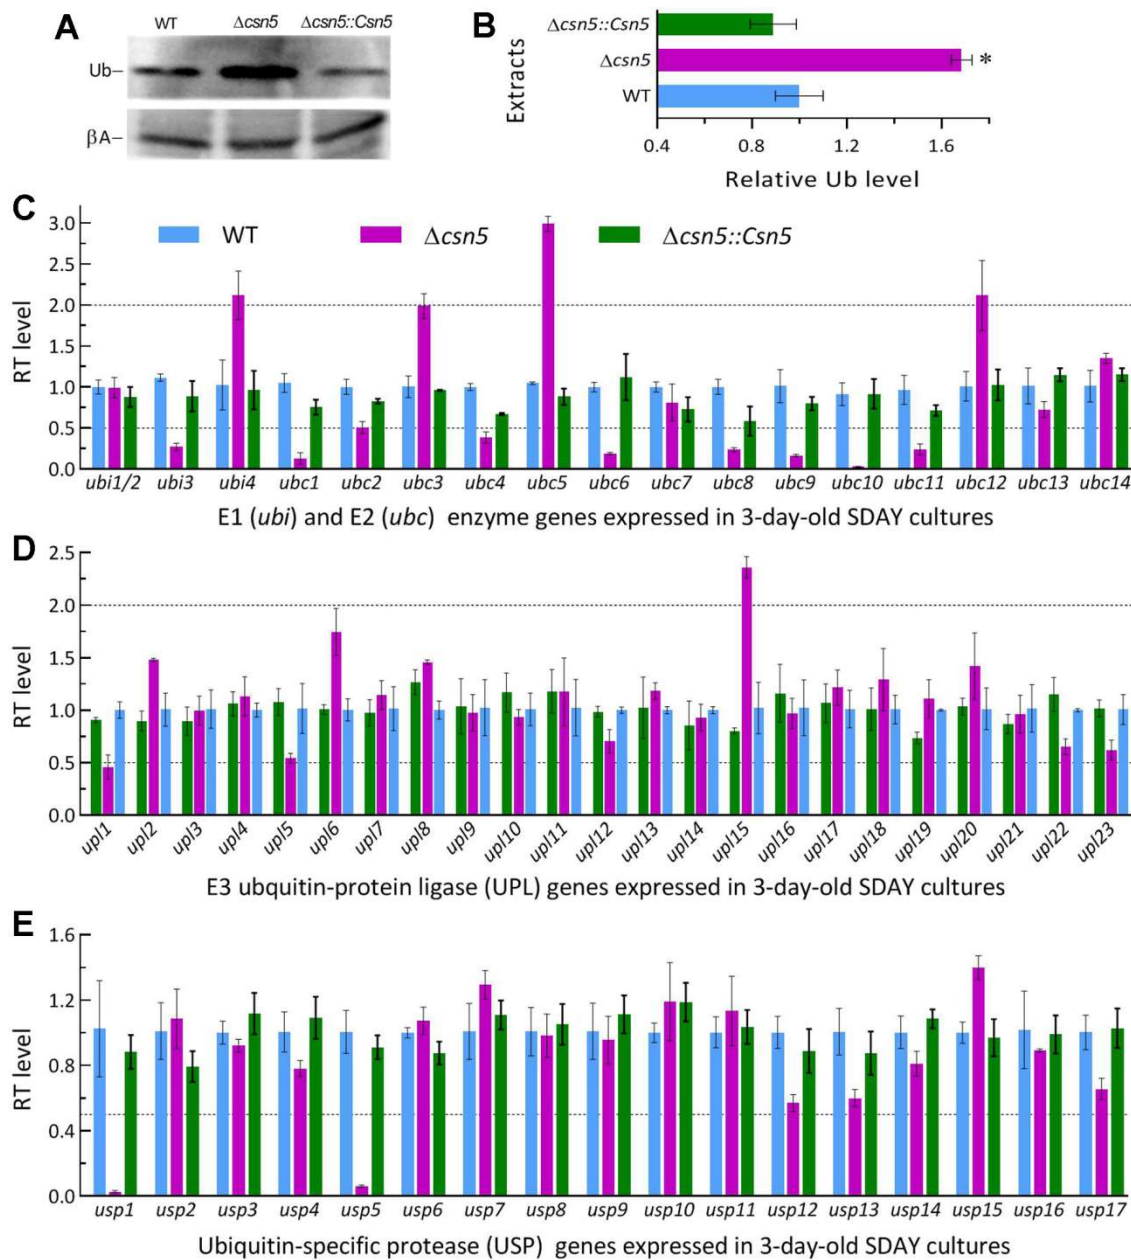 A
WT Δcsn5 Δcsn5::Csn5
Ub–
βA–
B
Δcsn5::Csn5
Δcsn5
WT
*
Extracts
0.4 0.8 1.2 1.6
Relative Ub level
C
WT Δcsn5 Δcsn5::Csn5
3.0
2.5
2.0
1.5
1.0
0.5
0.0
RT level
ubi1/2 ubi3 ubi4 ubc1 ubc2 ubc3 ubc4 ubc5 ubc6 ubc7 ubc8 ubc9 ubc10 ubc11 ubc12 ubc13 ubc14
E1 (ubi) and E2 (ubc) enzyme genes expressed in 3-day-old SDAY cultures
D
2.5
2.0
1.5
1.0
0.5
0.0
RT level
upl1 upl2 upl3 upl4 upl5 upl6 upl7 upl8 upl9 upl10 upl11 upl12 upl13 upl14 upl15 upl16 upl17 upl18 upl19 upl20 upl21 upl22 upl23
E3 ubquitin-protein ligase (UPL) genes expressed in 3-day-old SDAY cultures
E
1.6
1.2
0.8
0.4
0.0
RT level
usp1 usp2 usp3 usp4 usp5 usp6 usp7 usp8 usp9 usp10 usp11 usp12 usp13 usp14 usp15 usp16 usp17
Ubiquitin-specific protease (USP) genes expressed in 3-day-old SDAY cultures